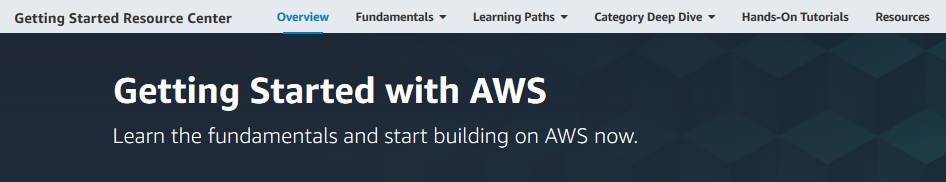 Getting Started Resource Center Overview Fundamentals Learning Paths Category Deep Dive Hands-On Tutorials Resources
Getting Started with AWS
Learn the fundamentals and start building on AWS now.